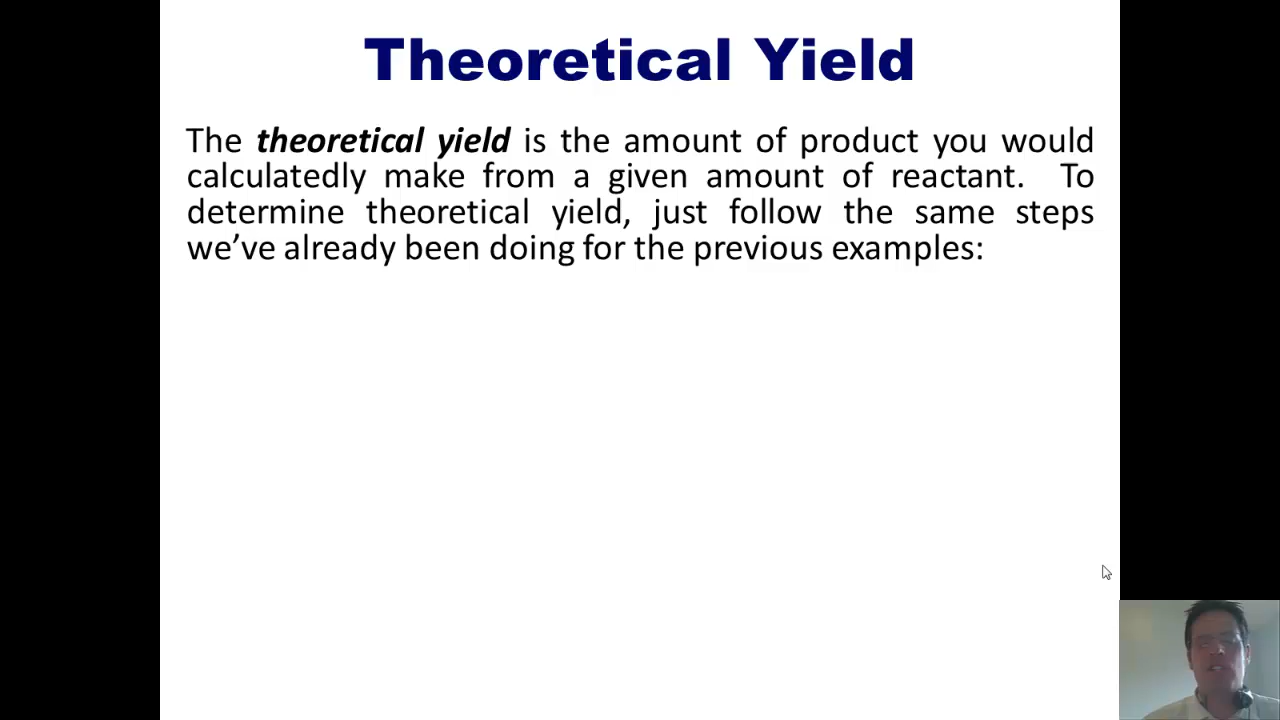 Theoretical Yield
The theoretical yield is the amount of product you would
calculatedly make from a given amount of reactant.  To
determine theoretical yield, just follow the same steps
we’ve already been doing for the previous examples: